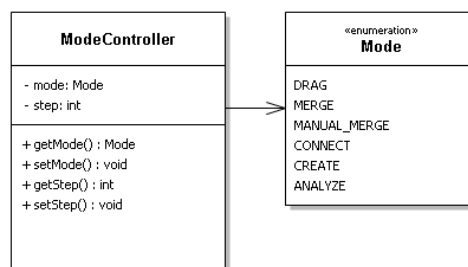 ModeController
- mode: Mode
- step: int
+ getMode() : Mode
+ setMode() : void
+ getStep() : int
+ setStep() : void
«enumeration»
Mode
DRAG
MERGE
MANUAL_MERGE
CONNECT
CREATE
ANALYZE